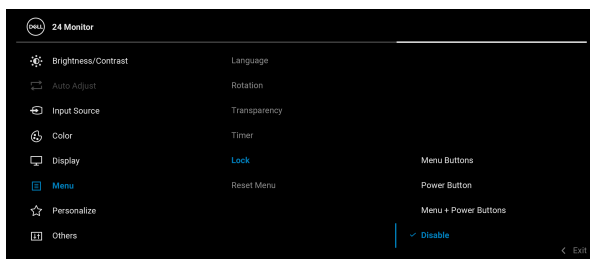 DELL 24 Monitor
Brightness/Contrast
Language
Auto Adjust
Rotation
Input Source
Transparency
Color
Timer
Display
Lock
Menu Buttons
Menu
Reset Menu
Power Button
Personalize
Menu + Power Buttons
Others
Disable
Exit